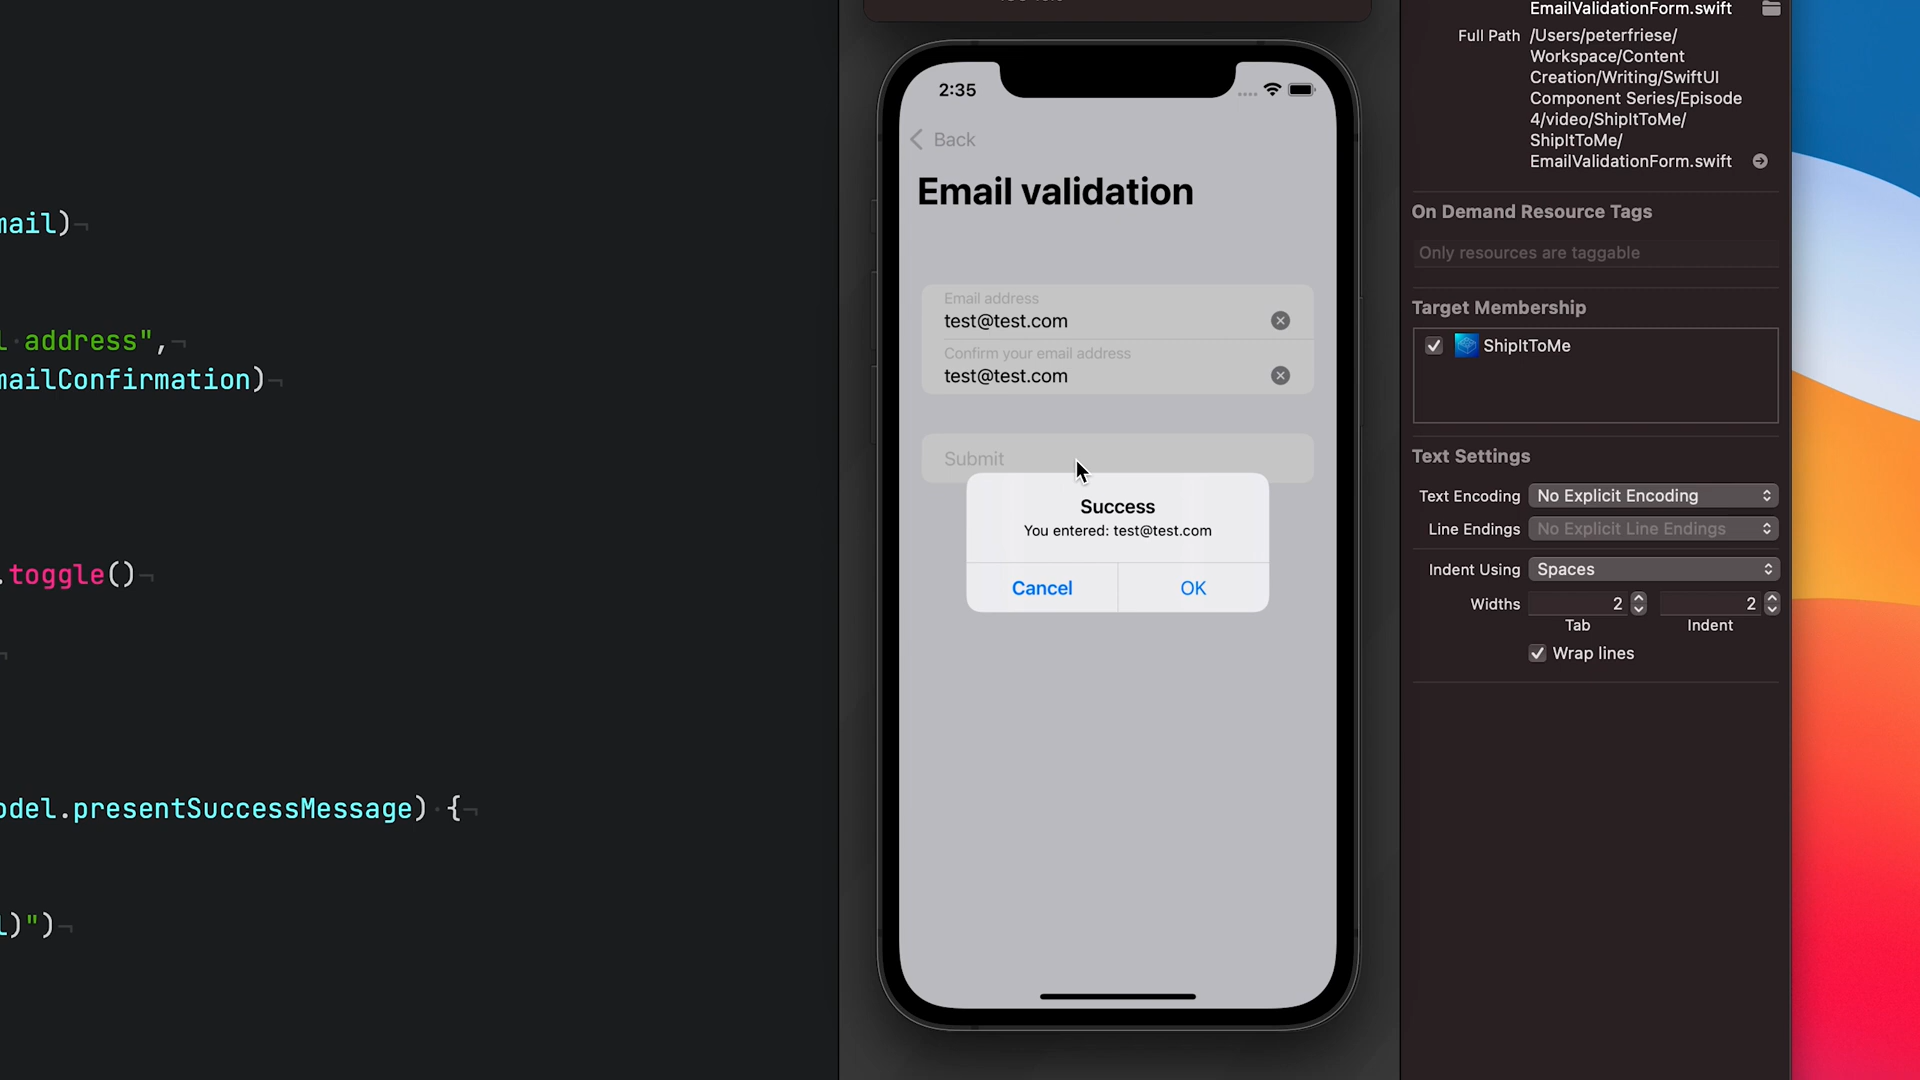 mail)
l address",
mailConfirmation)
.toggle()
odel.presentSuccessMessage) {
l)")
2:35
Back
Email validation
Email address
test@test.com
Confirm your email address
test@test.com
Submit
Success
You entered: test@test.com
Cancel
OK
EmailValidationForm.swift
Full Path /Users/peterfriese/
Workspace/Content
Creation/Writing/SwiftUI
Component Series/Episode
4/video/ShipItToMe/
ShipItToMe/
EmailValidationForm.swift
On Demand Resource Tags
Only resources are taggable
Target Membership
ShipItToMe
Text Settings
Text Encoding No Explicit Encoding
Line Endings No Explicit Line Endings
Indent Using Spaces
Widths 2 2
Tab Indent
Wrap lines